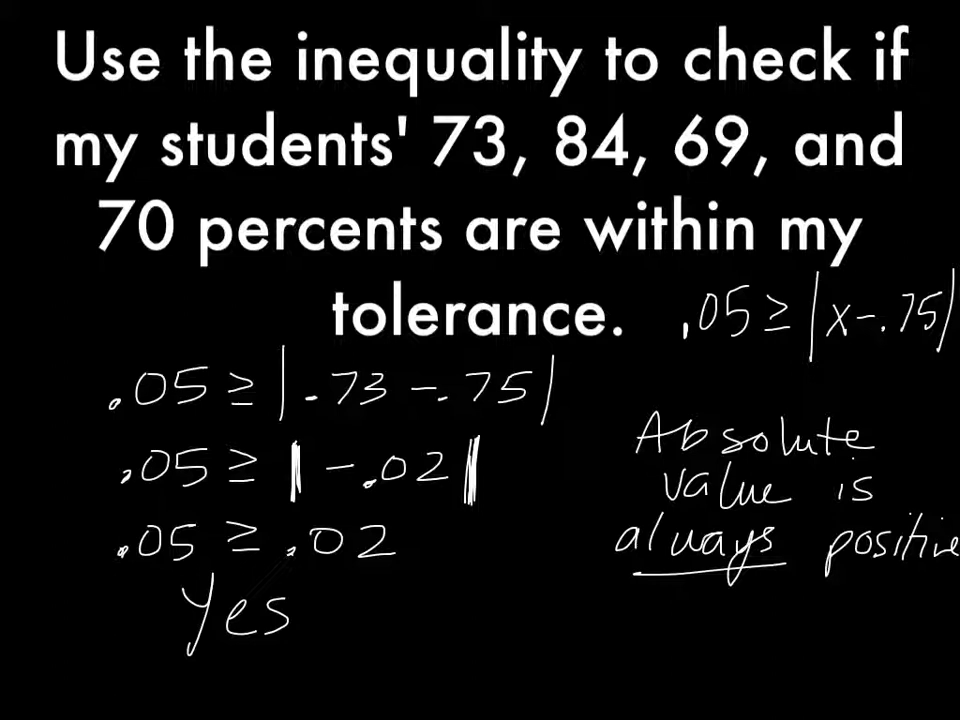 Use the inequality to check if
my students' 73, 84, 69, and
70 percents are within my
tolerance.
.05 ≥ |x-.75|
.05 ≥ |.73 -.75|
.05 ≥ |-.02|
.05 ≥ .02
Yes
Absolute
value is
always positive